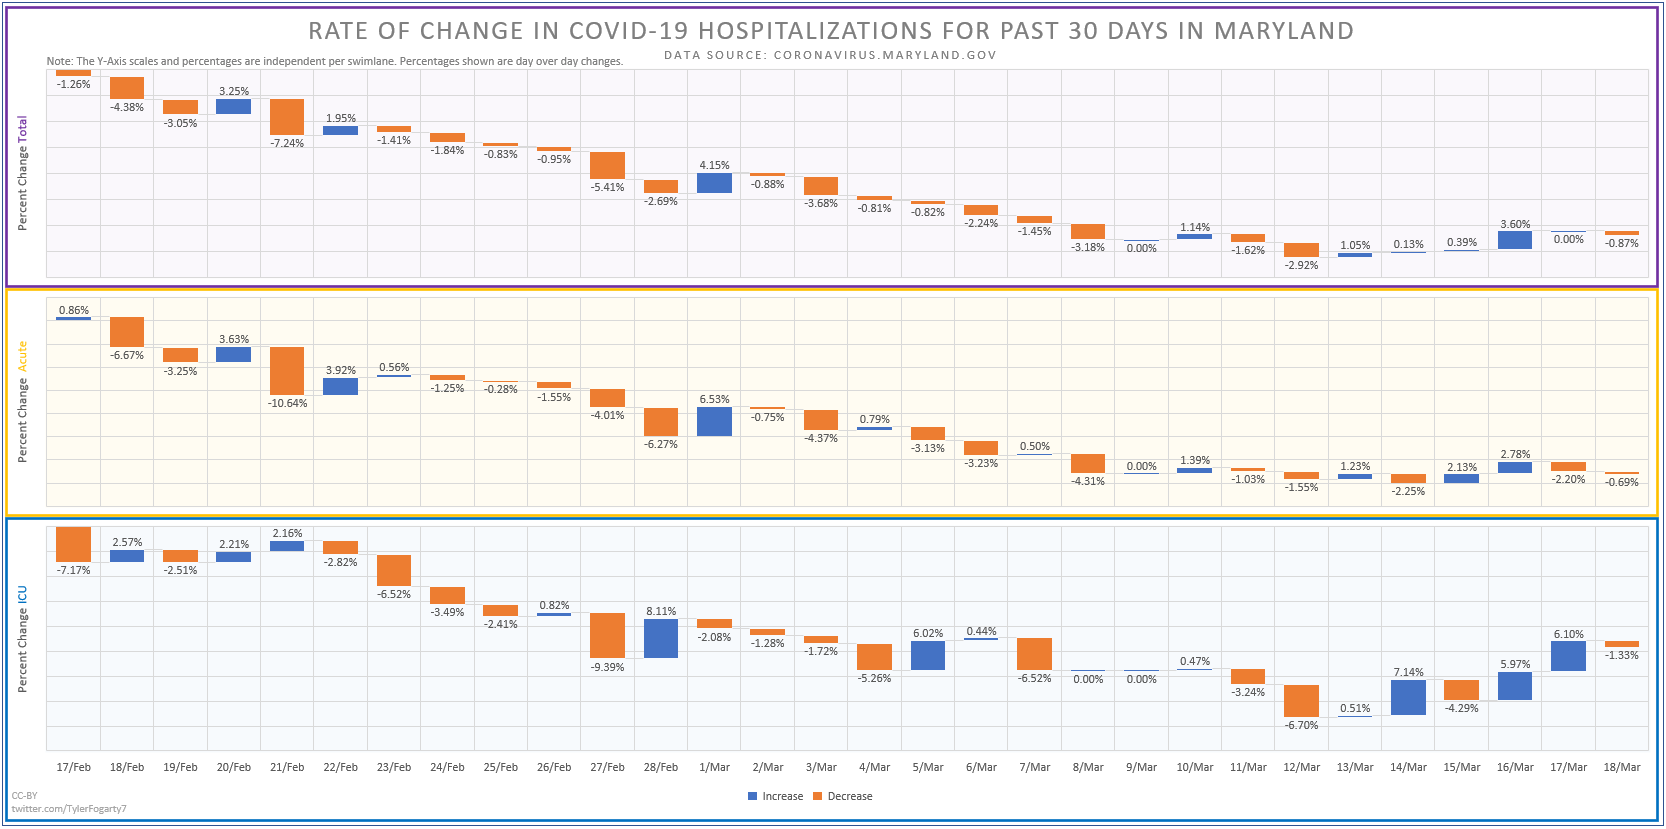 RATE OF CHANGE IN COVID-19 HOSPITALIZATIONS FOR PAST 30 DAYS IN MARYLAND
DATA SOURCE: CORONAVIRUS.MARYLAND.GOV
Note: The Y-Axis scales and percentages are independent per swimlane. Percentages shown are day over day changes.
Percent Change Total
-1.26% -4.38% -3.05% 3.25% -7.24% 1.95% -1.41% -1.84% -0.83% -0.95% -5.41% -2.69% 4.15% -0.88% -3.68% -0.81% -0.82% -2.24% -1.45% -3.18% 0.00% 1.14% -1.62% -2.92% 1.05% 0.13% 0.39% 3.60% 0.00% -0.87%
Percent Change Acute
0.86% -6.67% -3.25% 3.63% -10.64% 3.92% 0.56% -1.25% -0.28% -1.55% -4.01% -6.27% 6.53% -0.75% -4.37% 0.79% -3.13% -3.23% 0.50% -4.31% 0.00% 1.39% -1.03% -1.55% 1.23% -2.25% 2.13% 2.78% -2.20% -0.69%
Percent Change ICU
-7.17% 2.57% -2.51% 2.21% 2.16% -2.82% -6.52% -3.49% -2.41% 0.82% -9.39% 8.11% -2.08% -1.28% -1.72% -5.26% 6.02% 0.44% -6.52% 0.00% 0.00% 0.47% -3.24% -6.70% 0.51% 7.14% -4.29% 5.97% 6.10% -1.33%
17/Feb 18/Feb 19/Feb 20/Feb 21/Feb 22/Feb 23/Feb 24/Feb 25/Feb 26/Feb 27/Feb 28/Feb 1/Mar 2/Mar 3/Mar 4/Mar 5/Mar 6/Mar 7/Mar 8/Mar 9/Mar 10/Mar 11/Mar 12/Mar 13/Mar 14/Mar 15/Mar 16/Mar 17/Mar 18/Mar
Increase Decrease
CC-BY
twitter.com/TylerFogarty7